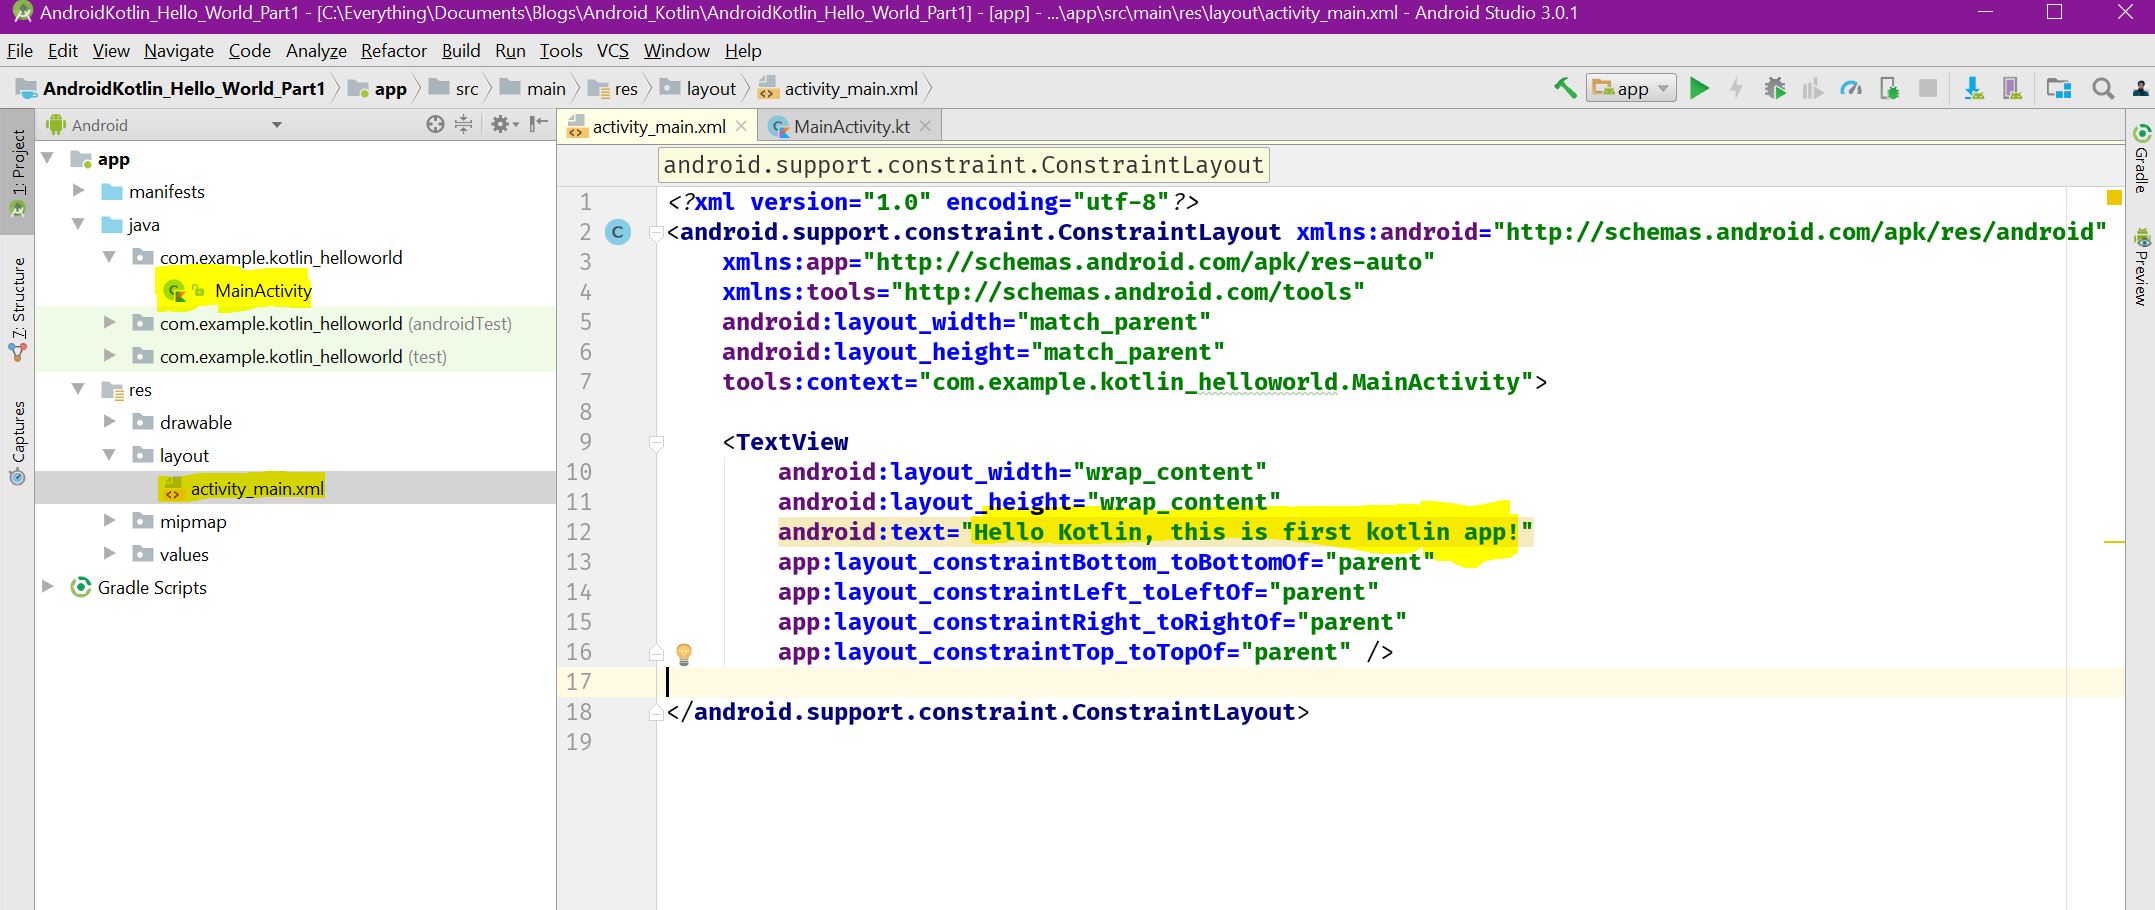 AndroidKotlin_Hello_World_Part1 - [C:\Everything\Documents\Blogs\Android_Kotlin\AndroidKotlin_Hello_World_Part1] - [app] - ...\app\src\main\res\layout\activity_main.xml - Android Studio 3.0.1
File Edit View Navigate Code Analyze Refactor Build Run Tools VCS Window Help
AndroidKotlin_Hello_World_Part1 app src main res layout activity_main.xml app
Android
activity_main.xml MainActivity.kt
1: Project
7: Structure
Captures
app
manifests
java
com.example.kotlin_helloworld
MainActivity
com.example.kotlin_helloworld (androidTest)
com.example.kotlin_helloworld (test)
res
drawable
layout
activity_main.xml
mipmap
values
Gradle Scripts
android.support.constraint.ConstraintLayout
1 <?xml version="1.0" encoding="utf-8"?>
2 C <android.support.constraint.ConstraintLayout xmlns:android="http://schemas.android.com/apk/res/android"
3 xmlns:app="http://schemas.android.com/apk/res-auto"
4 xmlns:tools="http://schemas.android.com/tools"
5 android:layout_width="match_parent"
6 android:layout_height="match_parent"
7 tools:context="com.example.kotlin_helloworld.MainActivity">
8
9 <TextView
10 android:layout_width="wrap_content"
11 android:layout_height="wrap_content"
12 android:text="Hello Kotlin, this is first kotlin app!"
13 app:layout_constraintBottom_toBottomOf="parent"
14 app:layout_constraintLeft_toLeftOf="parent"
15 app:layout_constraintRight_toRightOf="parent"
16 app:layout_constraintTop_toTopOf="parent" />
17
18 </android.support.constraint.ConstraintLayout>
19
Gradle
Preview